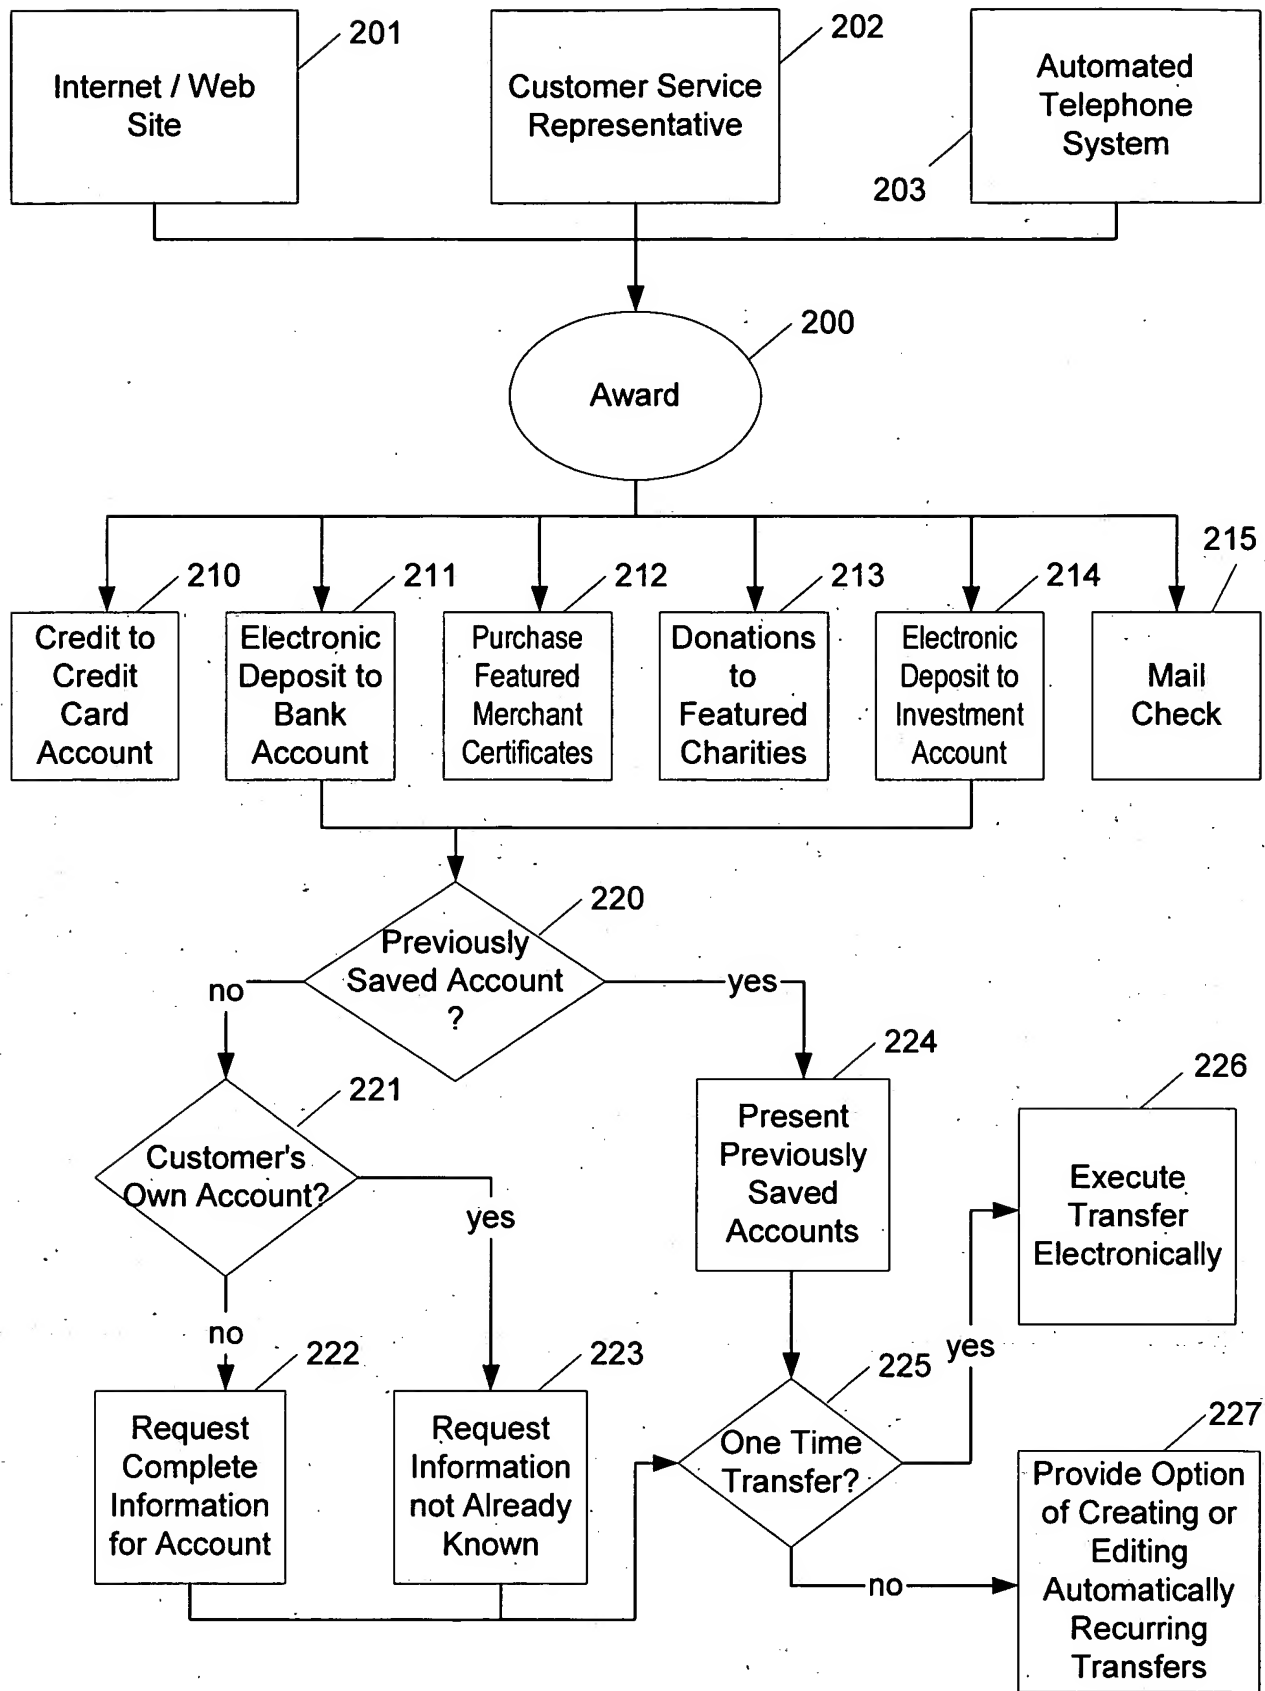 201
Internet / Web
Site
202
Customer Service
Representative
Automated
Telephone
System
203
200
Award
210
Credit to
Credit
Card
Account
211
Electronic
Deposit to
Bank
Account
212
Purchase
Featured
Merchant
Certificates
213
Donations
to
Featured
Charities
214
Electronic
Deposit to
Investment
Account
215
Mail
Check
220
Previously
Saved Account
?
no
yes
221
Customer's
Own Account?
yes
no
224
Present
Previously
Saved
Accounts
226
Execute
Transfer
Electronically
222
Request
Complete
Information
for Account
223
Request
Information
not Already
Known
225
One Time
Transfer?
yes
no
227
Provide Option
of Creating or
Editing
Automatically
Recurring
Transfers